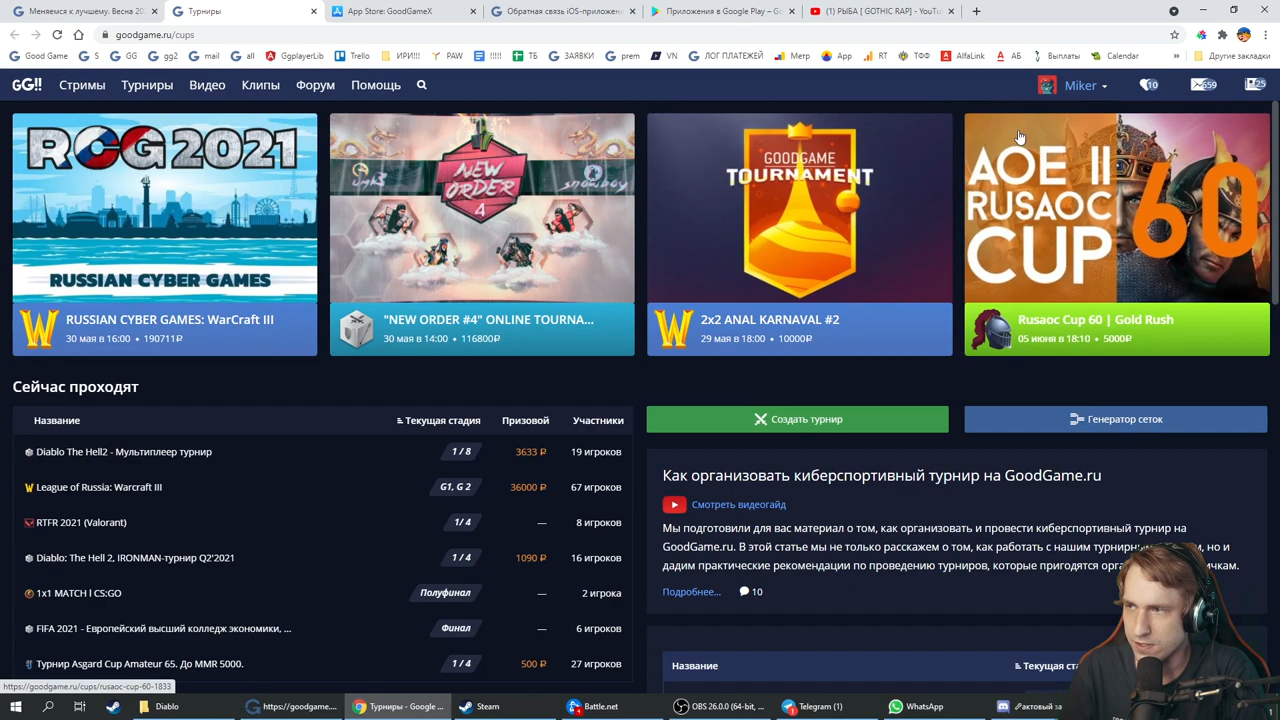 Меняемся к лучшему. Весна 20
Турниры
App Store: GoodGameX
Обратная связь iOS-приложени
Приложения в Google Play – Go
(1) РЫБА [ GOTHIC RAP] - YouTu
goodgame.ru/cups
Good Game
S
GG
gg2
mail
all
GgplayerLib
Trello
ИРИ!!!
PAW
!!!!!
ТБ
ЗАЯВКИ
prem
VN
ЛОГ ПЛАТЕЖЕЙ
Метр
App
RT
ТФФ
AlfaLink
АБ
Выплаты
Calendar
»
Другие закладки
GG!!
Стримы
Турниры
Видео
Клипы
Форум
Помощь
Miker
10
659
25
RCG 2021
RUSSIAN CYBER GAMES
NEW ORDER
4
GOODGAME
TOURNAMENT
AOE II
RUSAOC
CUP
60
RUSSIAN CYBER GAMES: WarCraft III
30 мая в 16:00 • 190711₽
"NEW ORDER #4" ONLINE TOURNA...
30 мая в 14:00 • 116800₽
2x2 ANAL KARNAVAL #2
29 мая в 18:00 • 10000₽
Rusaoc Cup 60 | Gold Rush
05 июня в 18:10 • 5000₽
Сейчас проходят
Название Текущая стадия Призовой Участники
Diablo The Hell2 - Мультиплеер турнир 1 / 8 3633 ₽ 19 игроков
League of Russia: Warcraft III G1, G 2 36000 ₽ 67 игроков
RTFR 2021 (Valorant) 1/ 4 — 8 игроков
Diablo: The Hell 2, IRONMAN-турнир Q2'2021 1 / 4 1090 ₽ 16 игроков
1x1 MATCH l CS:GO Полуфинал — 2 игрока
FIFA 2021 - Европейский высший колледж экономики, ... Финал — 6 игроков
Турнир Asgard Cup Amateur 65. До MMR 5000. 1 / 4 500 ₽ 27 игроков
Создать турнир
Генератор сеток
Как организовать киберспортивный турнир на GoodGame.ru
Смотреть видеогайд
Мы подготовили для вас материал о том, как организовать и провести киберспортивный турнир на
GoodGame.ru. В этой статье мы не только расскажем о том, как работать с нашим но и
дадим практические рекомендации по проведению турниров, которые пригодятся
Подробнее... 10
Название Текущая
https://goodgame.ru/cups/rusaoc-cup-60-1833
Diablo
https://goodgame....
Турниры - Google ...
Steam
Battle.net
OBS 26.0.0 (64-bit, ...
Telegram (1)
WhatsApp